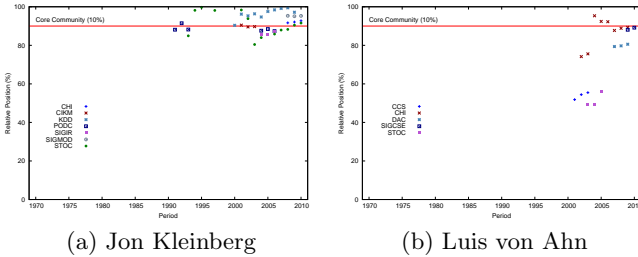 100
80
60
40
20
0
1970 1975 1980 1985 1990 1995 2000 2005 2010
Relative Position (%)
Period
Core Community (10%)
CHI
CIKM
KDD
PODC
SIGIR
SIGMOD
STOC
(a) Jon Kleinberg
100
80
60
40
20
0
1970 1975 1980 1985 1990 1995 2000 2005 2010
Relative Position (%)
Period
Core Community (10%)
CCS
CHI
DAC
SIGCSE
STOC
(b) Luis von Ahn